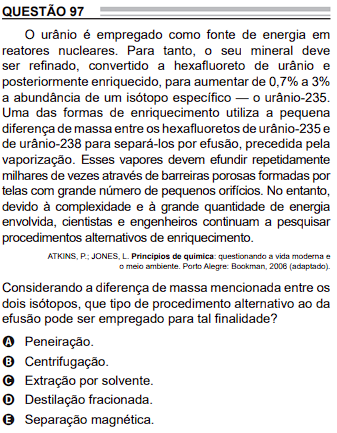 QUESTÃO 97
O urânio é empregado como fonte de energia em
reatores nucleares. Para tanto, o seu mineral deve
ser refinado, convertido a hexafluoreto de urânio e
posteriormente enriquecido, para aumentar de 0,7% a 3%
a abundância de um isótopo específico — o urânio-235.
Uma das formas de enriquecimento utiliza a pequena
diferença de massa entre os hexafluoretos de urânio-235 e
de urânio-238 para separá-los por efusão, precedida pela
vaporização. Esses vapores devem efundir repetidamente
milhares de vezes através de barreiras porosas formadas por
telas com grande número de pequenos orifícios. No entanto,
devido à complexidade e à grande quantidade de energia
envolvida, cientistas e engenheiros continuam a pesquisar
procedimentos alternativos de enriquecimento.
ATKINS, P.; JONES, L. Princípios de química: questionando a vida moderna e
o meio ambiente. Porto Alegre: Bookman, 2006 (adaptado).
Considerando a diferença de massa mencionada entre os
dois isótopos, que tipo de procedimento alternativo ao da
efusão pode ser empregado para tal finalidade?
A Peneiração.
B Centrifugação.
C Extração por solvente.
D Destilação fracionada.
E Separação magnética.